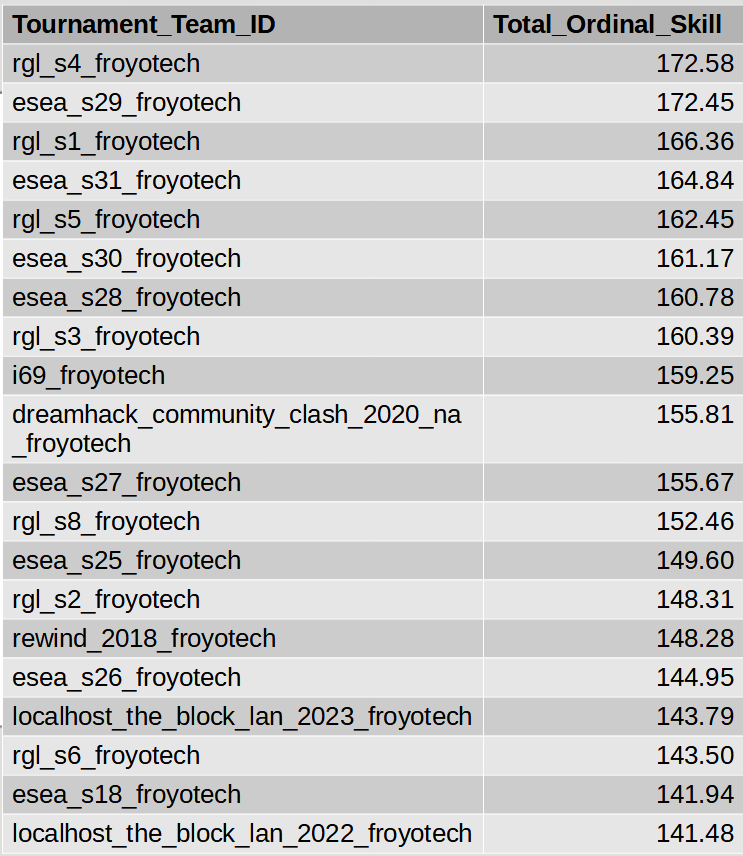 Tournament_Team_ID Total_Ordinal_Skill
rgl_s4_froyotech 172.58
esea_s29_froyotech 172.45
rgl_s1_froyotech 166.36
esea_s31_froyotech 164.84
rgl_s5_froyotech 162.45
esea_s30_froyotech 161.17
esea_s28_froyotech 160.78
rgl_s3_froyotech 160.39
i69_froyotech 159.25
dreamhack_community_clash_2020_na 155.81
_froyotech
esea_s27_froyotech 155.67
rgl_s8_froyotech 152.46
esea_s25_froyotech 149.60
rgl_s2_froyotech 148.31
rewind_2018_froyotech 148.28
esea_s26_froyotech 144.95
localhost_the_block_lan_2023_froyotech 143.79
rgl_s6_froyotech 143.50
esea_s18_froyotech 141.94
localhost_the_block_lan_2022_froyotech 141.48